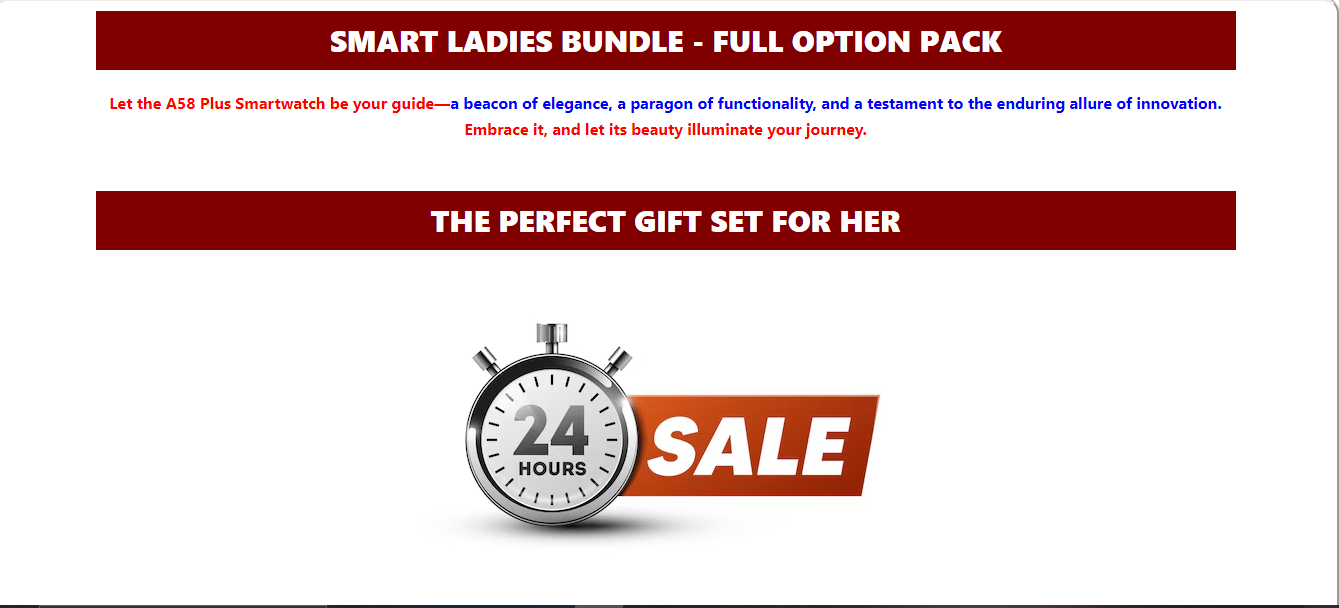 SMART LADIES BUNDLE - FULL OPTION PACK
Let the A58 Plus Smartwatch be your guide—a beacon of elegance, a paragon of functionality, and a testament to the enduring allure of innovation.
Embrace it, and let its beauty illuminate your journey.
THE PERFECT GIFT SET FOR HER
24
HOURS
SALE